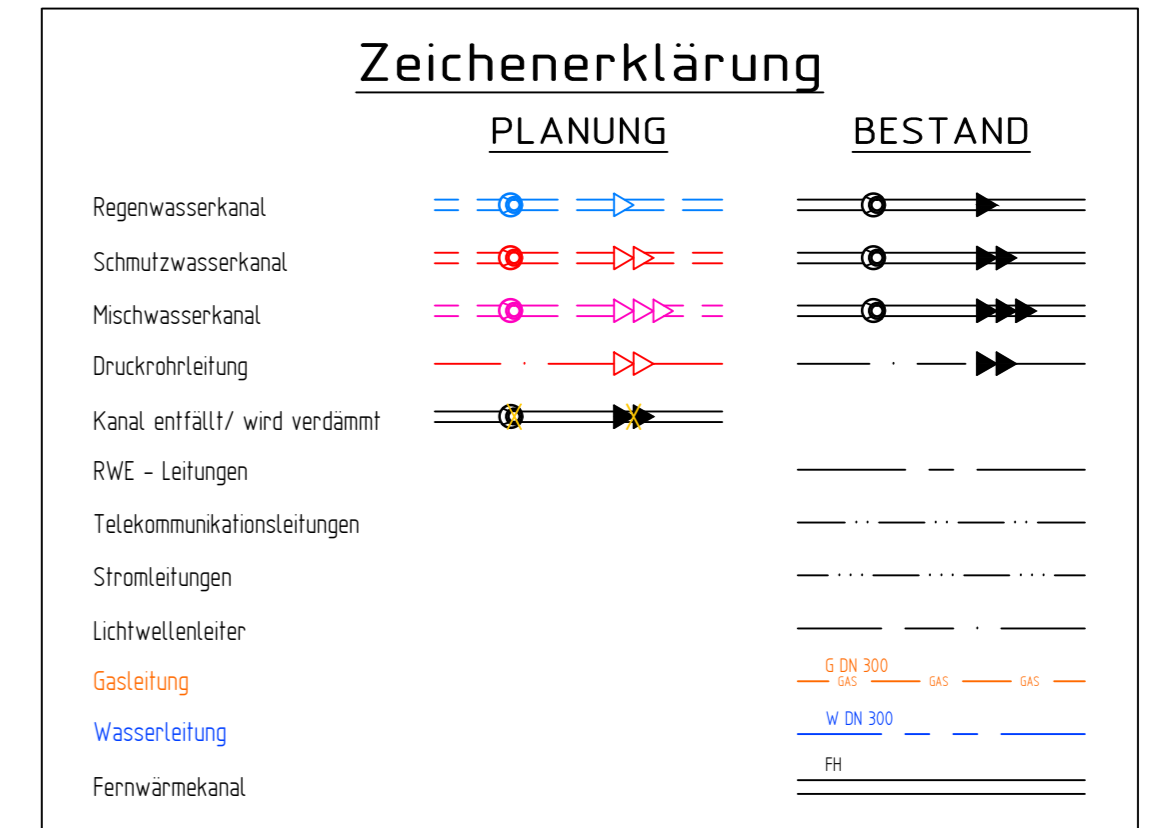 Zeichenerklärung
PLANUNG BESTAND
Regenwasserkanal
Schmutzwasserkanal
Mischwasserkanal
Druckrohrleitung
Kanal entfällt/ wird verdämmt
RWE - Leitungen
Telekommunikationsleitungen
Stromleitungen
Lichtwellenleiter
G DN 300
Gasleitung GAS GAS GAS
W DN 300
Wasserleitung
FH
Fernwärmekanal